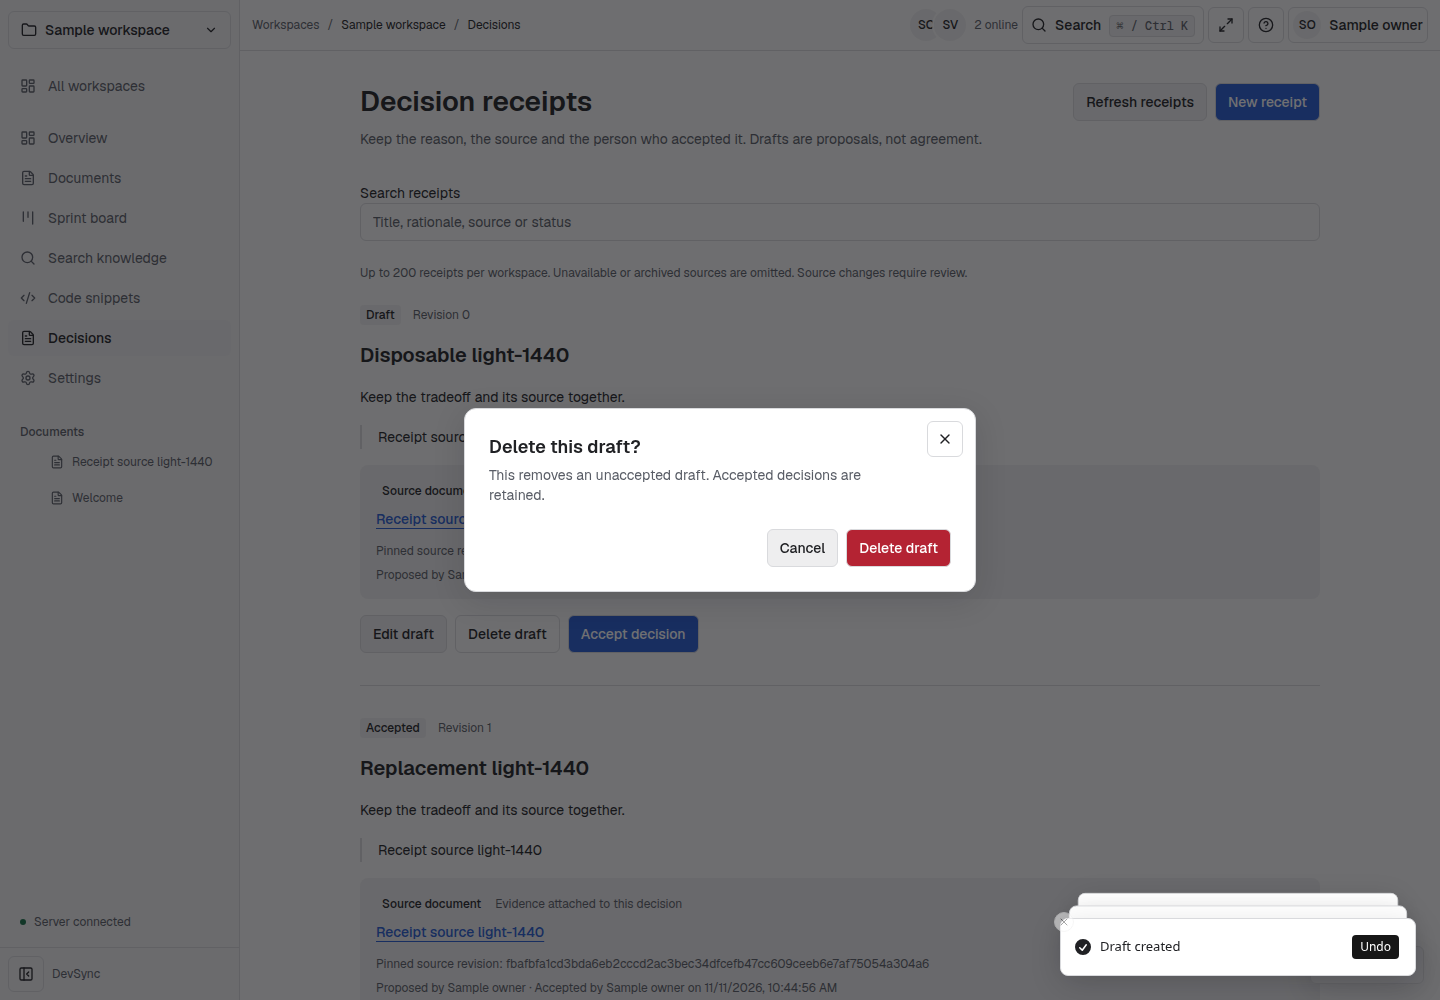 Sample workspace
Workspaces / Sample workspace / Decisions
SV
2 online
Search
⌘ / Ctrl K
SO
Sample owner
All workspaces
Overview
Documents
Sprint board
Search knowledge
Code snippets
Decisions
Settings
Documents
Receipt source light-1440
Welcome
Server connected
DevSync
Decision receipts
Refresh receipts
New receipt
Keep the reason, the source and the person who accepted it. Drafts are proposals, not agreement.
Search receipts
Title, rationale, source or status
Up to 200 receipts per workspace. Unavailable or archived sources are omitted. Source changes require review.
Draft
Revision 0
Disposable light-1440
Keep the tradeoff and its source together.
Receipt
Source
Receipt
Pinned source
Proposed by
Delete this draft?
This removes an unaccepted draft. Accepted decisions are
retained.
Cancel
Delete draft
Edit draft
Delete draft
Accept decision
Accepted
Revision 1
Replacement light-1440
Keep the tradeoff and its source together.
Receipt source light-1440
Source document
Evidence attached to this decision
Receipt source light-1440
Pinned source revision: fbafbfa1cd3bda6eb2cccd2ac3bec34dfcefb47cc609ceeb6e7af75054a304a6
Proposed by Sample owner · Accepted by Sample owner on 11/11/2026, 10:44:56 AM
Draft created
Undo